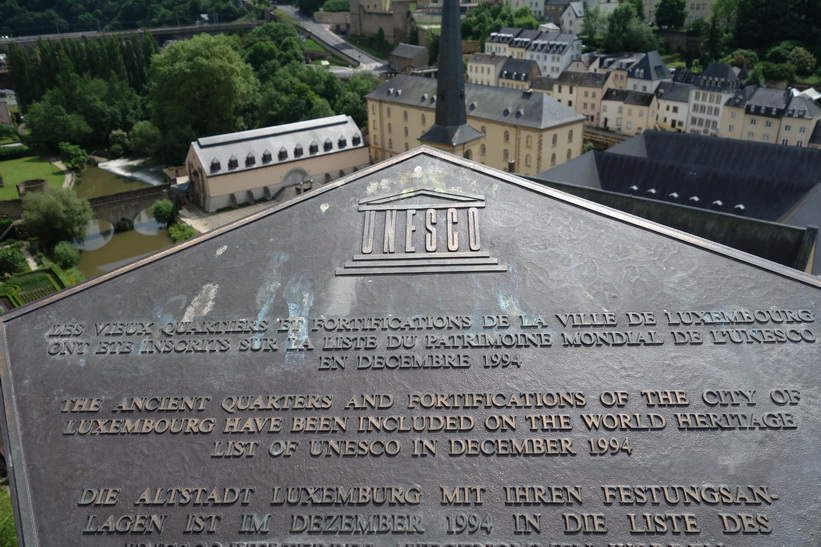 UNESCO
LES VIEUX QUARTIERS ET FORTIFICATIONS DE LA VILLE DE LUXEMBOURG
ONT ETE INSCRITS SUR LA LISTE DU PATRIMOINE MONDIAL DE L'UNESCO
EN DECEMBRE 1994
THE ANCIENT QUARTERS AND FORTIFICATIONS OF THE CITY OF
LUXEMBOURG HAVE BEEN INCLUDED ON THE WORLD HERITAGE
LIST OF UNESCO IN DECEMBER 1994
DIE ALTSTADT LUXEMBURG MIT IHREN FESTUNGSAN-
LAGEN IST IM DEZEMBER 1994 IN DIE LISTE DES